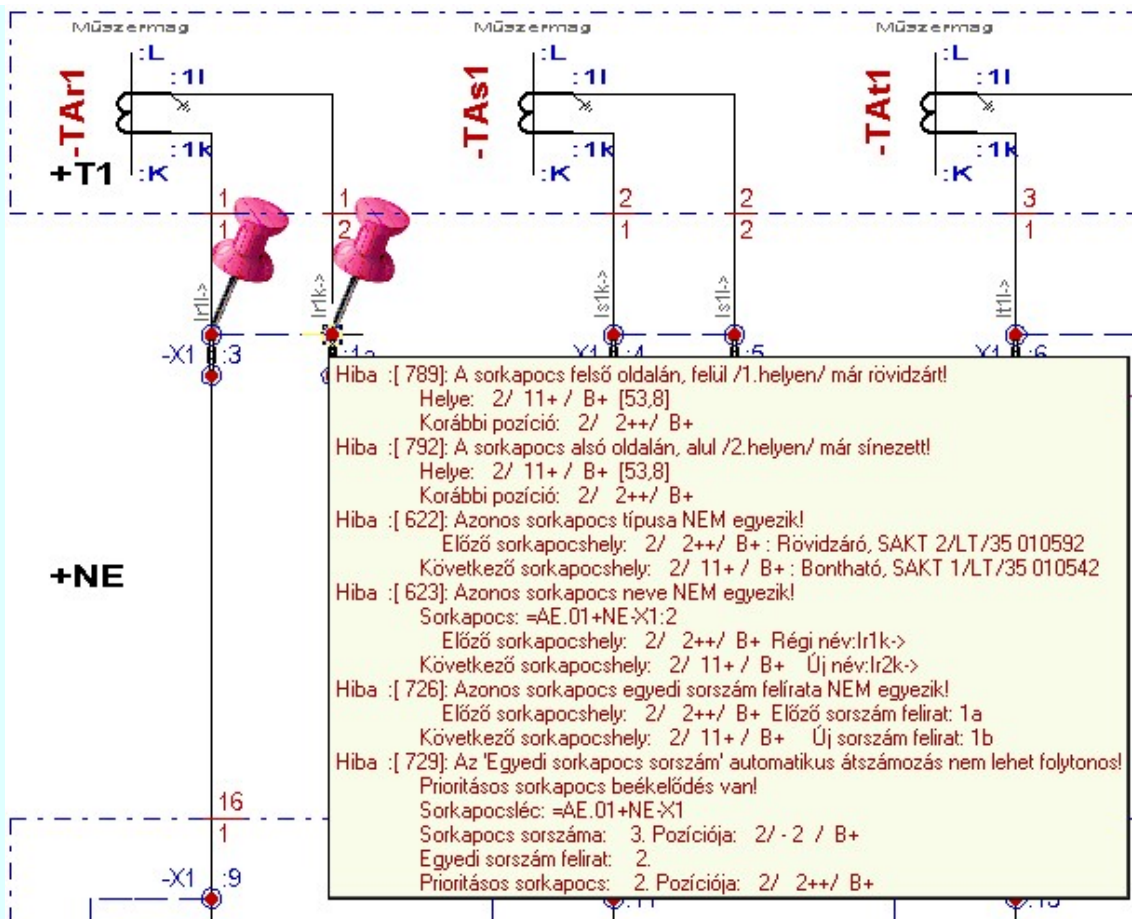 Műszermag Műszermag Műszermag
:L :L :L
:1l :1l :1l
-TAr1 -TAs1 -TAt1
:1k :1k :1k
+T1 :K :K :K
1 1 2 2 3
1 2 1 2 1
Ir1l-> Ir1k-> Is1k-> Is1l-> It1l->
-X1 :3 :1a X1 :4 :5 X1 :6
Hiba :[ 789]: A sorkapocs felső oldalán, felül /1.helyen/ már rövidzárt!
Helye: 2/ 11+ / B+ [53,8]
Korábbi pozíció: 2/ 2++/ B+
Hiba :[ 792]: A sorkapocs alsó oldalán, alul /2.helyen/ már sínezett!
Helye: 2/ 11+ / B+ [53,8]
Korábbi pozíció: 2/ 2++/ B+
Hiba :[ 622]: Azonos sorkapocs típusa NEM egyezik!
Előző sorkapocshely: 2/ 2++/ B+ : Rövidzáró, SAKT 2/LT/35 010592
Következő sorkapocshely: 2/ 11+ / B+ : Bontható, SAKT 1/LT/35 010542
+NE
Hiba :[ 623]: Azonos sorkapocs neve NEM egyezik!
Sorkapocs: =AE.01+NE-X1:2
Előző sorkapocshely: 2/ 2++/ B+ Régi név:Ir1k->
Következő sorkapocshely: 2/ 11+ / B+ Új név:Ir2k->
Hiba :[ 726]: Azonos sorkapocs egyedi sorszám felírata NEM egyezik!
Előző sorkapocshely: 2/ 2++/ B+ Előző sorszám felirat: 1a
Következő sorkapocshely: 2/ 11+ / B+ Új sorszám felirat: 1b
Hiba :[ 729]: Az 'Egyedi sorkapocs sorszám' automatikus átszámozás nem lehet folytonos!
Prioritásos sorkapocs beékelődés van!
Sorkapocsléc: =AE.01+NE-X1
Sorkapocs sorszáma: 3. Pozíciója: 2/ - 2 / B+
Egyedi sorszám felirat: 2.
Prioritásos sorkapocs: 2. Pozíciója: 2/ 2++/ B+
16
1
-X1 :9